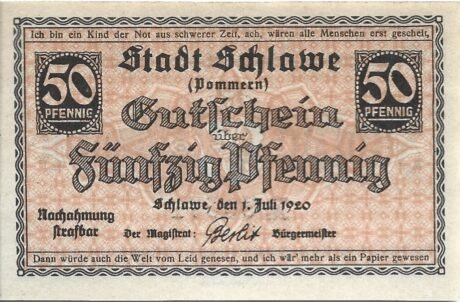 Ich bin ein Kind der Not aus schwerer Zeit, ach, wären alle Menschen erst gescheit,
50 PFENNIG
Stadt Schlawe
(Pommern)
50 PFENNIG
Gutschein
über
Fünfzig Pfennig
Schlawe, den 1. Juli 1920
Nachahmung
strafbar
Der Magistrat:
Bürgermeister
Dann würde auch die Welt vom Leid genesen, und ich wär' mehr als ein Papier gewesen